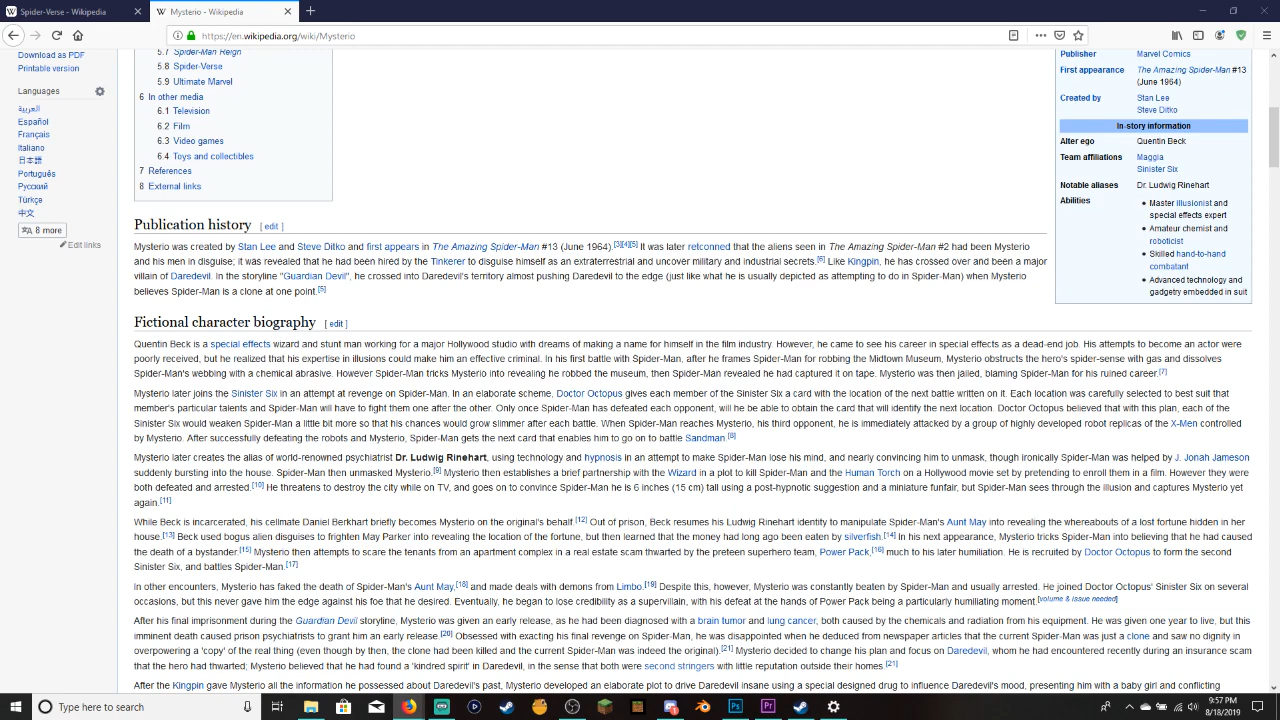 Spider-Verse - Wikipedia
Mysterio - Wikipedia
https://en.wikipedia.org/wiki/Mysterio
Download as PDF
Printable version
Languages
العربية
Español
Français
Italiano
日本語
Português
Русский
Türkçe
中文
8 more
Edit links
5.7 Spider-Man Reign
5.8 Spider-Verse
5.9 Ultimate Marvel
6 In other media
6.1 Television
6.2 Film
6.3 Video games
6.4 Toys and collectibles
7 References
8 External links
Publisher Marvel Comics
First appearance The Amazing Spider-Man #13
(June 1964)
Created by Stan Lee
Steve Ditko
In-story information
Alter ego Quentin Beck
Team affiliations Maggia
Sinister Six
Notable aliases Dr. Ludwig Rinehart
Abilities
• Master illusionist and
special effects expert
• Amateur chemist and
roboticist
• Skilled hand-to-hand
combatant
• Advanced technology and
gadgetry embedded in suit
Publication history [ edit ]
Mysterio was created by Stan Lee and Steve Ditko and first appears in The Amazing Spider-Man #13 (June 1964).[3][4][5] It was later retconned that the aliens seen in The Amazing Spider-Man #2 had been Mysterio
and his men in disguise; it was revealed that he had been hired by the Tinkerer to disguise himself as an extraterrestrial and uncover military and industrial secrets.[6] Like Kingpin, he has crossed over and been a major
villain of Daredevil. In the storyline "Guardian Devil", he crossed into Daredevil's territory almost pushing Daredevil to the edge (just like what he is usually depicted as attempting to do in Spider-Man) when Mysterio
believes Spider-Man is a clone at one point.[5]
Fictional character biography [ edit ]
Quentin Beck is a special effects wizard and stunt man working for a major Hollywood studio with dreams of making a name for himself in the film industry. However, he came to see his career in special effects as a dead-end job. His attempts to become an actor were
poorly received, but he realized that his expertise in illusions could make him an effective criminal. In his first battle with Spider-Man, after he frames Spider-Man for robbing the Midtown Museum, Mysterio obstructs the hero's spider-sense with gas and dissolves
Spider-Man's webbing with a chemical abrasive. However Spider-Man tricks Mysterio into revealing he robbed the museum, then Spider-Man revealed he had captured it on tape. Mysterio was then jailed, blaming Spider-Man for his ruined career.[7]
Mysterio later joins the Sinister Six in an attempt at revenge on Spider-Man. In an elaborate scheme, Doctor Octopus gives each member of the Sinister Six a card with the location of the next battle written on it. Each location was carefully selected to best suit that
member's particular talents and Spider-Man will have to fight them one after the other. Only once Spider-Man has defeated each opponent, will he be able to obtain the card that will identify the next location. Doctor Octopus believed that with this plan, each of the
Sinister Six would weaken Spider-Man a little bit more so that his chances would grow slimmer after each battle. When Spider-Man reaches Mysterio, his third opponent, he is immediately attacked by a group of highly developed robot replicas of the X-Men controlled
by Mysterio. After successfully defeating the robots and Mysterio, Spider-Man gets the next card that enables him to go on to battle Sandman.[8]
Mysterio later creates the alias of world-renowned psychiatrist Dr. Ludwig Rinehart, using technology and hypnosis in an attempt to make Spider-Man lose his mind, and nearly convincing him to unmask, though ironically Spider-Man was helped by J. Jonah Jameson
suddenly bursting into the house. Spider-Man then unmasked Mysterio.[9] Mysterio then establishes a brief partnership with the Wizard in a plot to kill Spider-Man and the Human Torch on a Hollywood movie set by pretending to enroll them in a film. However they were
both defeated and arrested.[10] He threatens to destroy the city while on TV, and goes on to convince Spider-Man he is 6 inches (15 cm) tall using a post-hypnotic suggestion and a miniature funfair, but Spider-Man sees through the illusion and captures Mysterio yet
again.[11]
While Beck is incarcerated, his cellmate Daniel Berkhart briefly becomes Mysterio on the original's behalf [12] Out of prison, Beck resumes his Ludwig Rinehart identity to manipulate Spider-Man's Aunt May into revealing the whereabouts of a lost fortune hidden in her
house.[13] Beck used bogus alien disguises to frighten May Parker into revealing the location of the fortune, but then learned that the money had long ago been eaten by silverfish.[14] In his next appearance, Mysterio tricks Spider-Man into believing that he had caused
the death of a bystander.[15] Mysterio then attempts to scare the tenants from an apartment complex in a real estate scam thwarted by the preteen superhero team, Power Pack,[16] much to his later humiliation. He is recruited by Doctor Octopus to form the second
Sinister Six, and battles Spider-Man.[17]
In other encounters, Mysterio has faked the death of Spider-Man's Aunt May,[18] and made deals with demons from Limbo.[19] Despite this, however, Mysterio was constantly beaten by Spider-Man and usually arrested. He joined Doctor Octopus' Sinister Six on several
occasions, but this never gave him the edge against his foe that he desired. Eventually, he began to lose credibility as a supervillain, with his defeat at the hands of Power Pack being a particularly humiliating moment.[volume & issue needed]
After his final imprisonment during the Guardian Devil storyline, Mysterio was given an early release, as he had been diagnosed with a brain tumor and lung cancer, both caused by the chemicals and radiation from his equipment. He was given one year to live, but this
imminent death caused prison psychiatrists to grant him an early release.[20] Obsessed with exacting his final revenge on Spider-Man, he was disappointed when he deduced from newspaper articles that the current Spider-Man was just a clone and saw no dignity in
overpowering a 'copy' of the real thing (even though by then, the clone had been killed and the current Spider-Man was indeed the original).[21] Mysterio decided to change his plan and focus on Daredevil, whom he had encountered recently during an insurance scam
that the hero had thwarted; Mysterio believed that he had found a 'kindred spirit' in Daredevil, in the sense that both were second stringers with little reputation outside their homes.[21]
After the Kingpin gave Mysterio all the information he possessed about Daredevil's past, Mysterio developed an elaborate plot to drive Daredevil insane using a special designed drug to influence Daredevil's mood, presenting him with a baby girl and conflicting
Type here to search
9:57 PM
8/18/2019